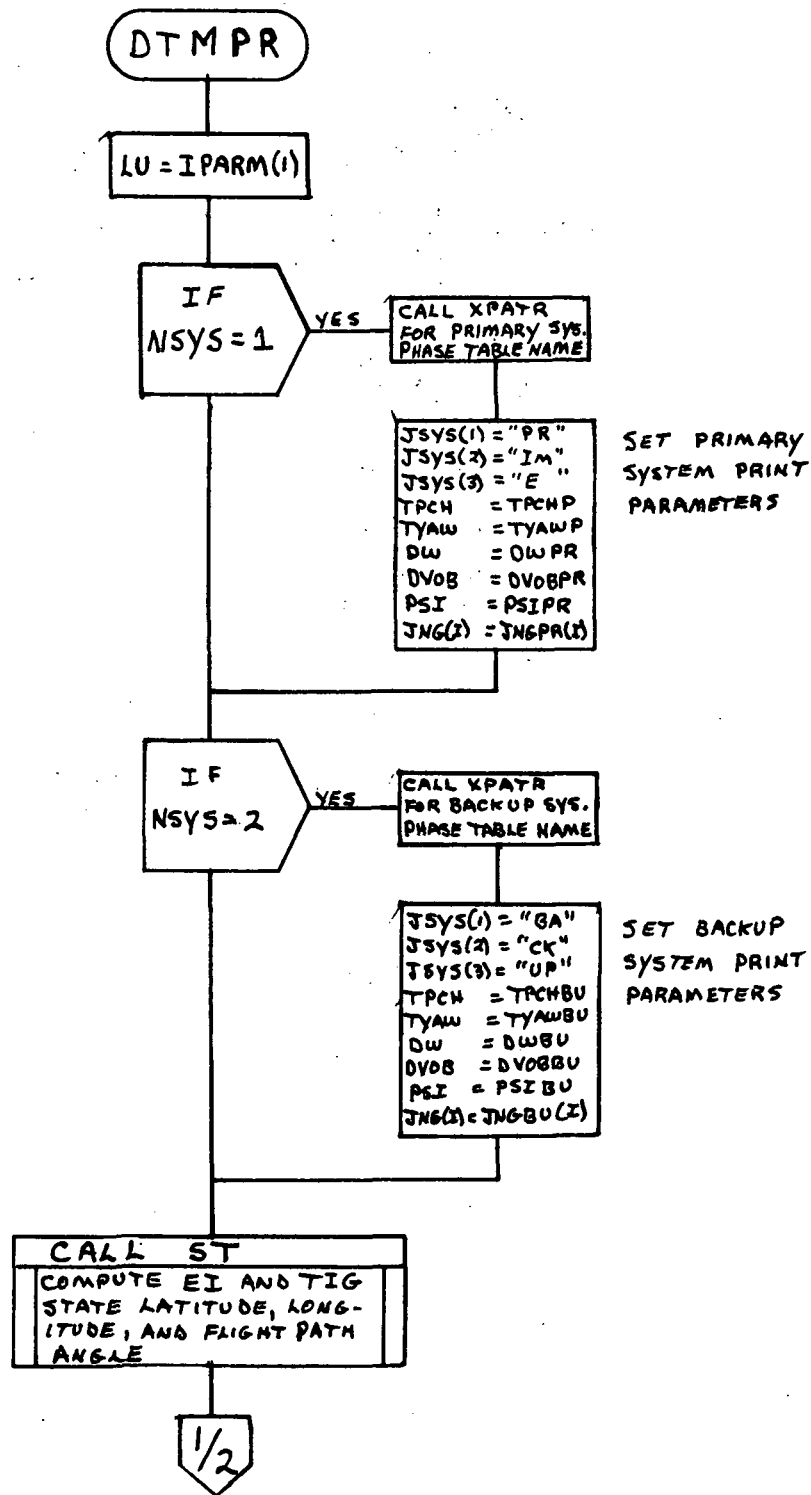 DTMPR
LU = IPARM(1)
IF
NSYS = 1
YES
CALL XPATR
FOR PRIMARY SYS.
PHASE TABLE NAME
JSYS(1) = "PR"
JSYS(2) = "IM"
JSYS(3) = "E "
TPCH = TPCHP
TYAW = TYAWP
DW = DWPR
DVOB = DVOBPR
PSI = PSIPR
JNG(I) = JNGPR(I)
SET PRIMARY
SYSTEM PRINT
PARAMETERS
IF
NSYS = 2
YES
CALL XPATR
FOR BACKUP SYS.
PHASE TABLE NAME
JSYS(1) = "BA"
JSYS(2) = "CK"
JSYS(3) = "UP"
TPCH = TPCHBU
TYAW = TYAWBU
DW = DWBU
DVOB = DVOBBU
PSI = PSIBU
JNG(I) = JNGBU(I)
SET BACKUP
SYSTEM PRINT
PARAMETERS
CALL ST
COMPUTE EI AND TIG
STATE LATITUDE, LONG-
ITUDE, AND FLIGHT PATH
ANGLE
1/2